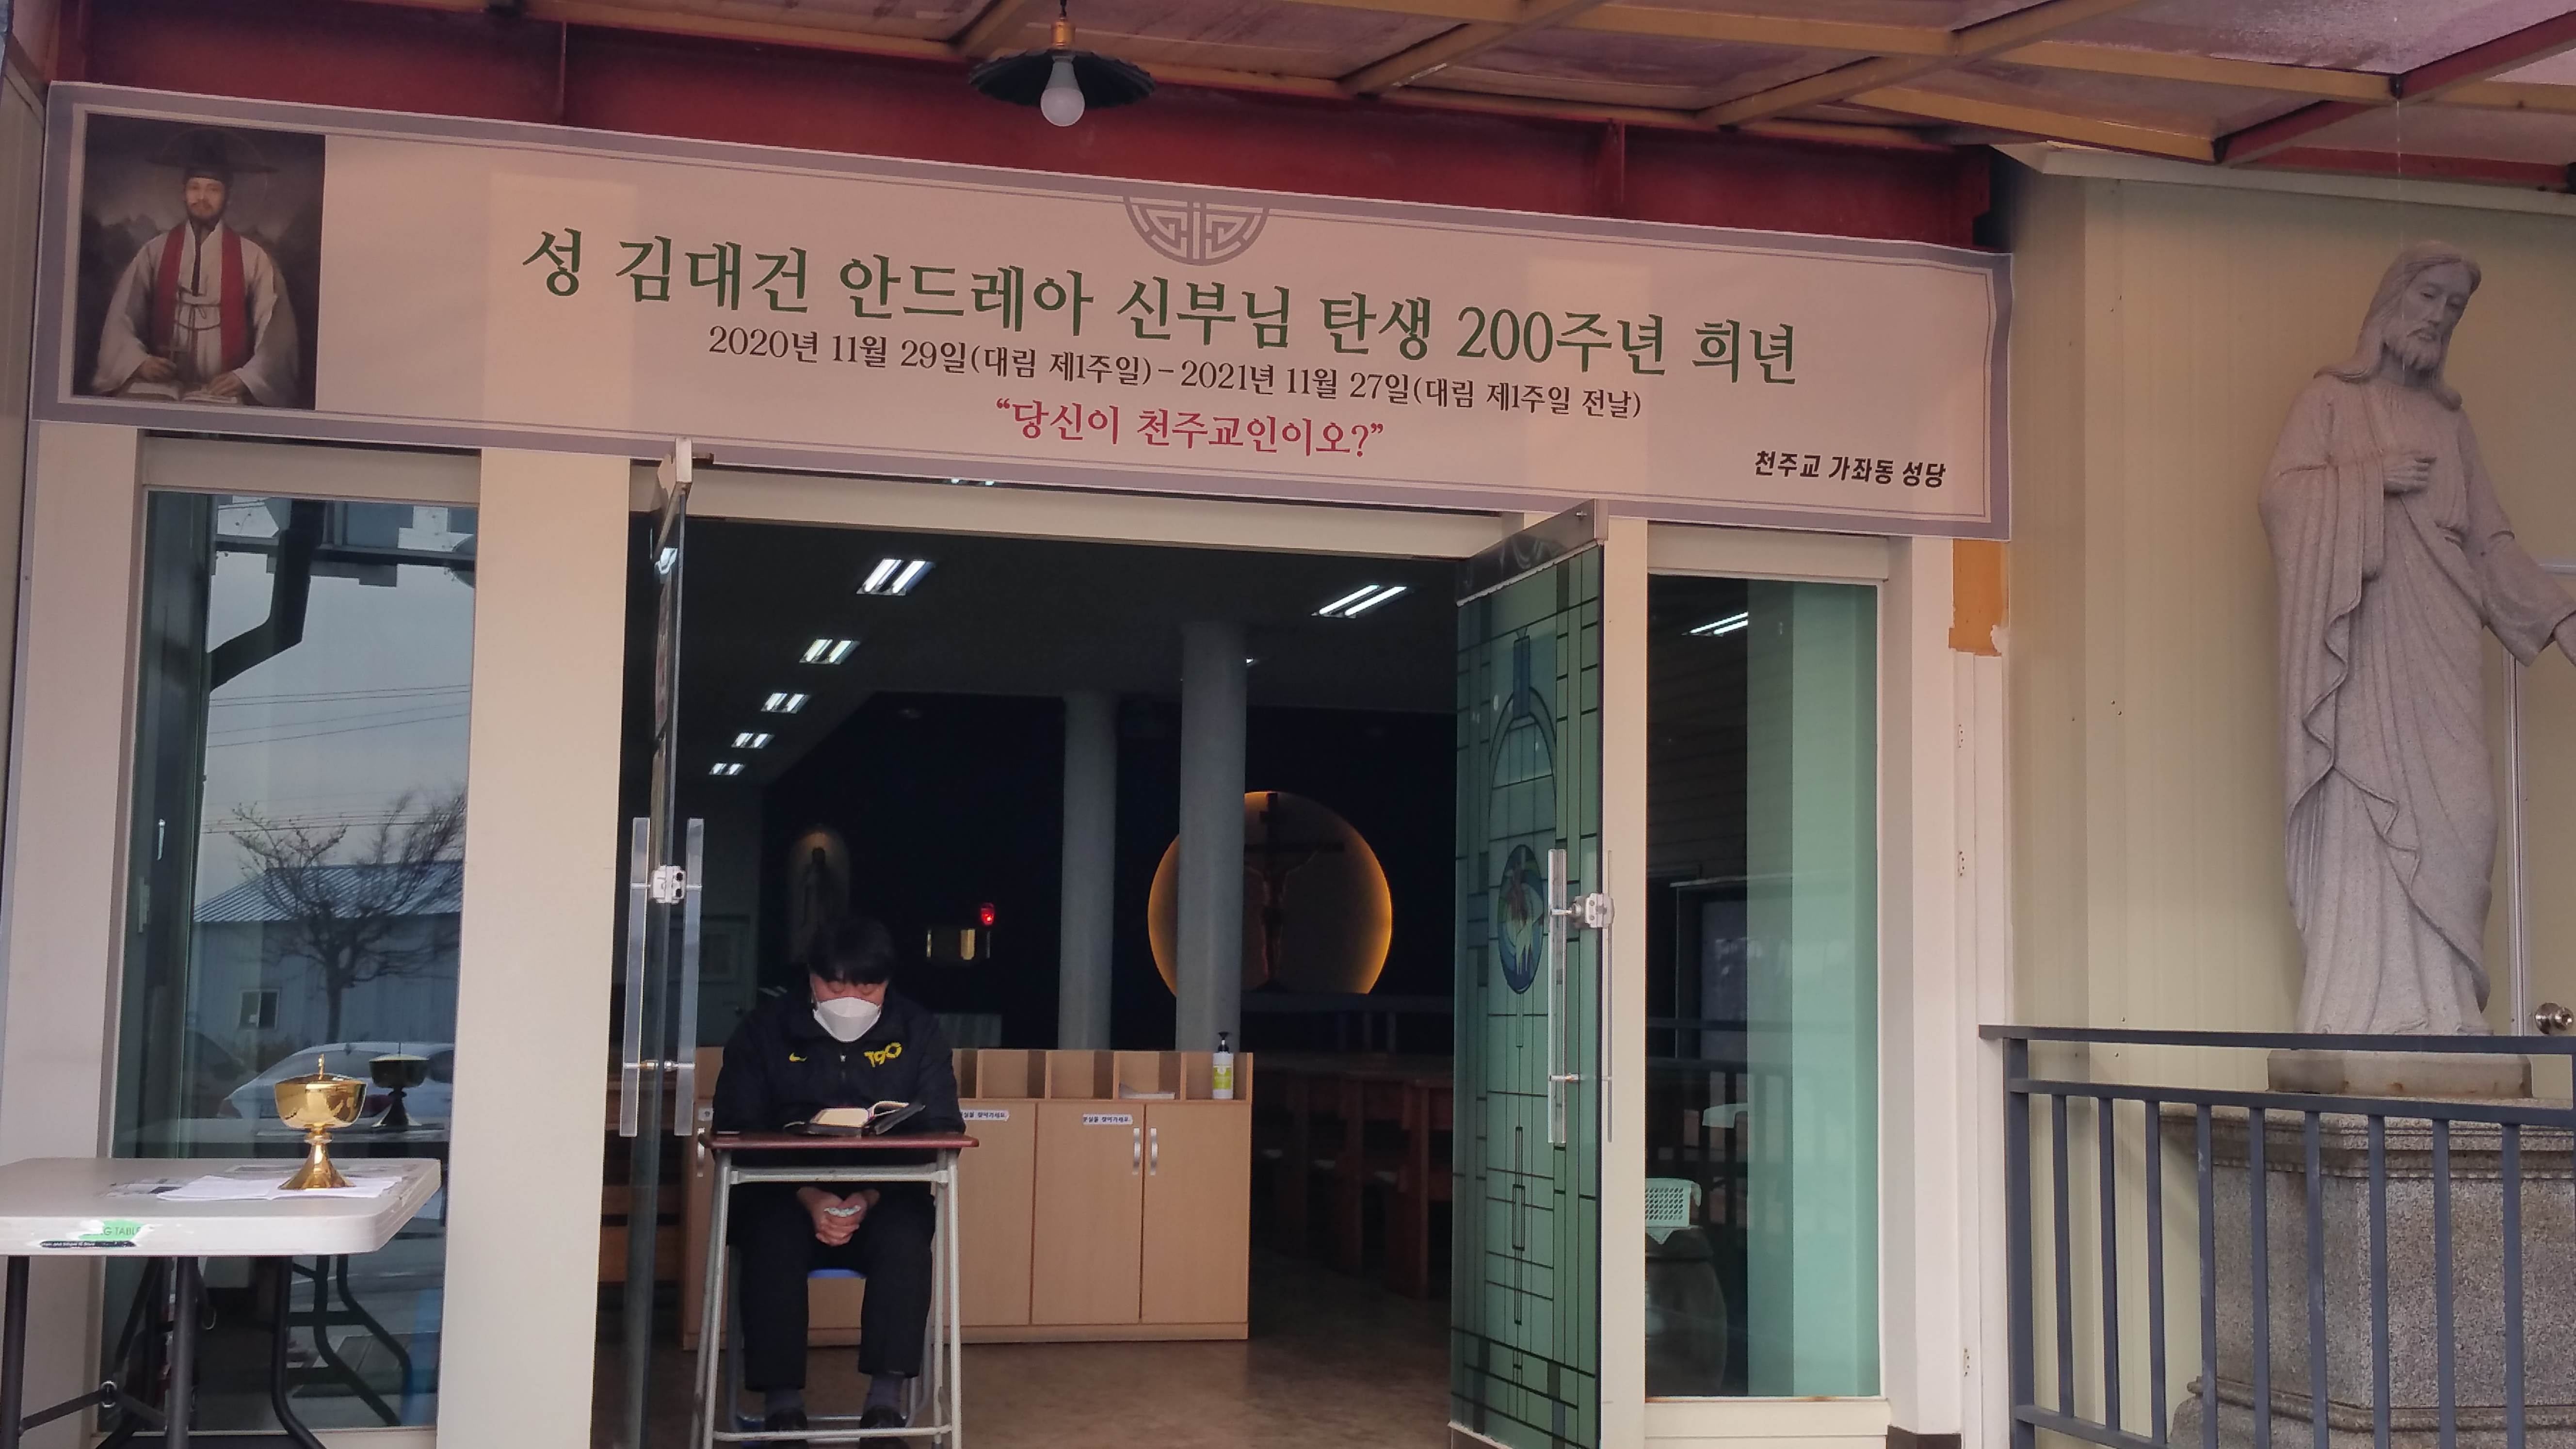 성 김대건 안드레아 신부님 탄생 200주년 희년
2020년 11월 29일(대림 제1주일) - 2021년 11월 27일(대림 제1주일 전날)
“당신이 천주교인이오?”
천주교 가좌동 성당
T90